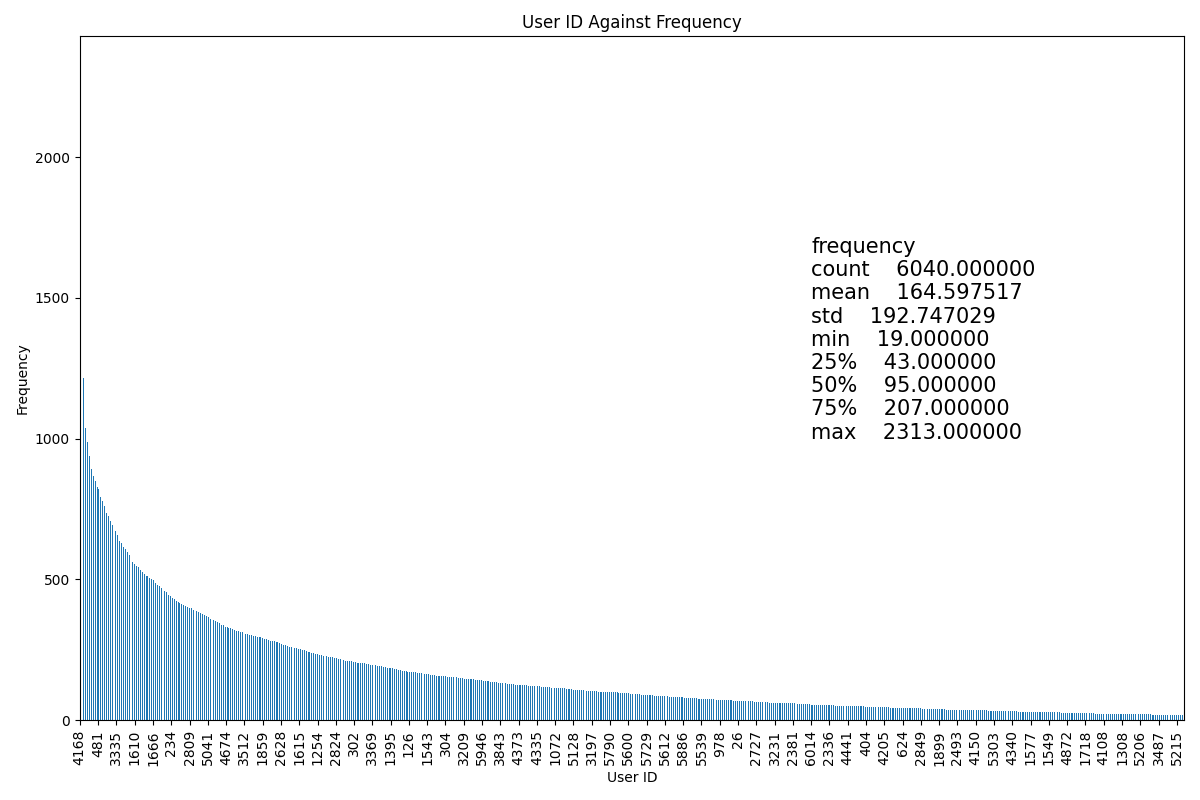 User ID Against Frequency
Frequency
2000
1500
1000
500
0
frequency
count 6040.000000
mean 164.597517
std 192.747029
min 19.000000
25% 43.000000
50% 95.000000
75% 207.000000
max 2313.000000
4168 481 3335 1610 1666 234 2809 5041 4674 3512 1859 2628 1615 1254 2824 302 3369 1395 126 1543 304 3209 5946 3843 4373 4335 1072 5128 3197 5790 5600 5729 5612 5886 5539 978 26 2727 3231 2381 6014 2336 4441 404 4205 624 2849 1899 2493 4150 5303 4340 1577 1549 4872 1718 4108 1308 5206 3487 5215
User ID